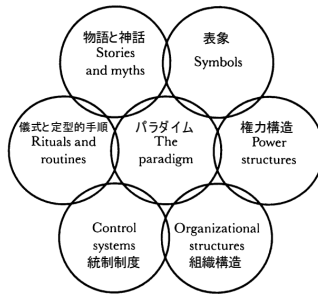 物語と神話
Stories
and myths
表象
Symbols
儀式と定型的手順
Rituals and
routines
パラダイム
The
paradigm
権力構造
Power
structures
Control
systems
統制制度
Organizational
structures
組織構造